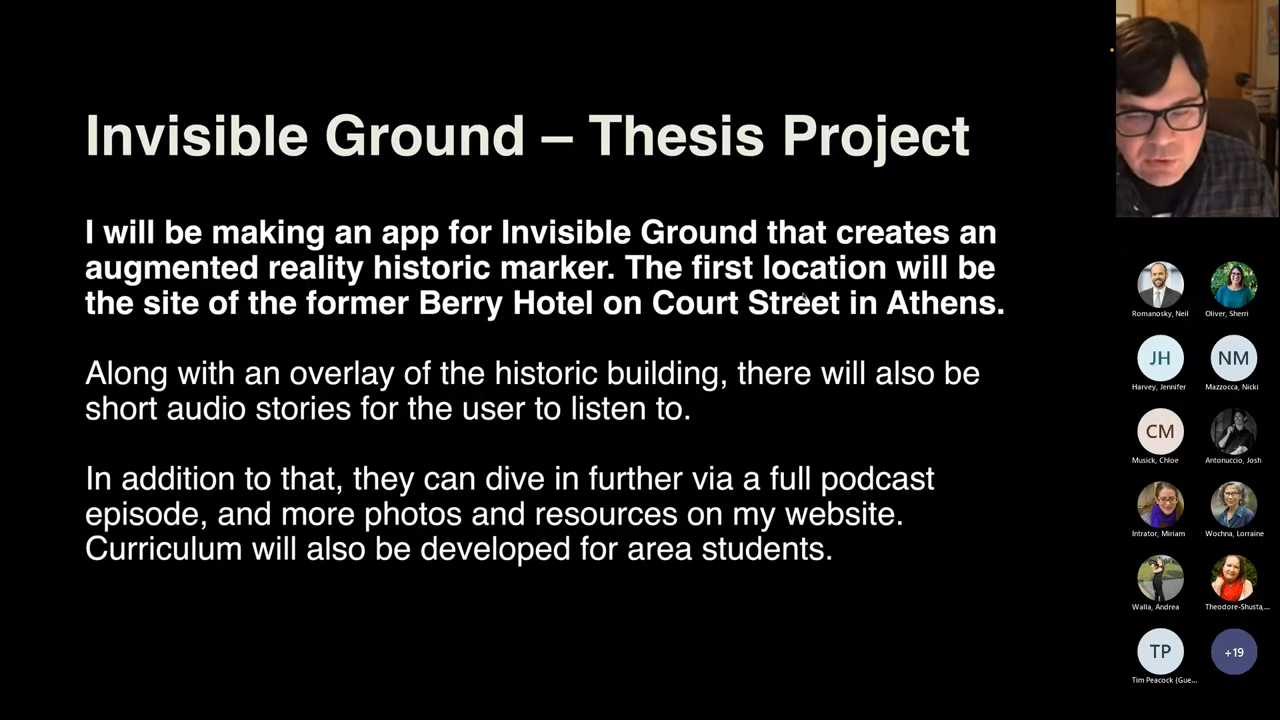 Invisible Ground – Thesis Project
I will be making an app for Invisible Ground that creates an
augmented reality historic marker. The first location will be
the site of the former Berry Hotel on Court Street in Athens.
Along with an overlay of the historic building, there will also be
short audio stories for the user to listen to.
In addition to that, they can dive in further via a full podcast
episode, and more photos and resources on my website.
Curriculum will also be developed for area students.
Romanosky, Neil
Oliver, Sherri
JH
Harvey, Jennifer
NM
Mazzocca, Nicki
CM
Musick, Chloe
Antonuccio, Josh
Intrator, Miriam
Wochna, Lorraine
Walla, Andrea
Theodore-Shusta,...
TP
Tim Peacock (Gue...
+19